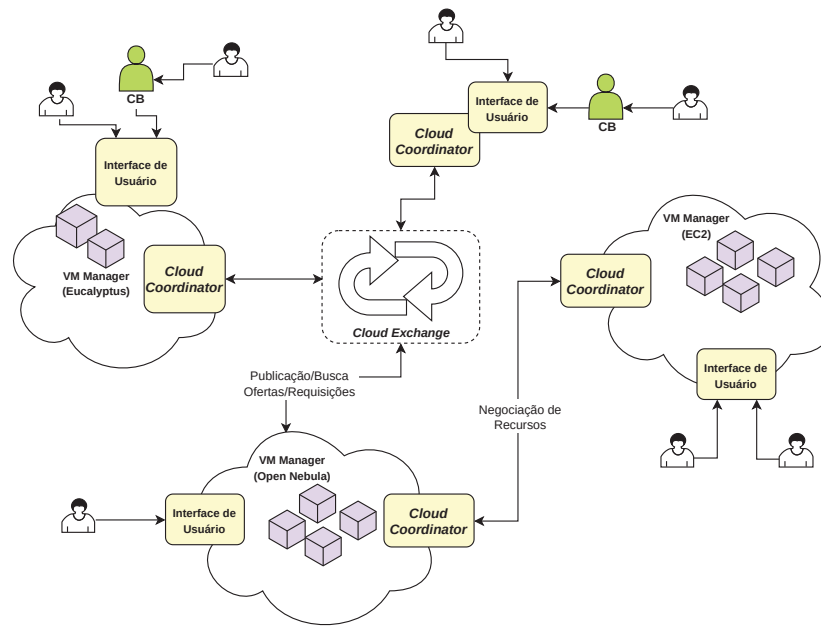 CB
Interface de
Usuário
VM Manager
(Eucalyptus)
Cloud
Coordinator
Interface de
Usuário
CB
Cloud
Coordinator
Cloud Exchange
VM Manager
(EC2)
Cloud
Coordinator
Interface de
Usuário
Publicação/Busca
Ofertas/Requisições
Negociação de
Recursos
VM Manager
(Open Nebula)
Interface de
Usuário
Cloud
Coordinator